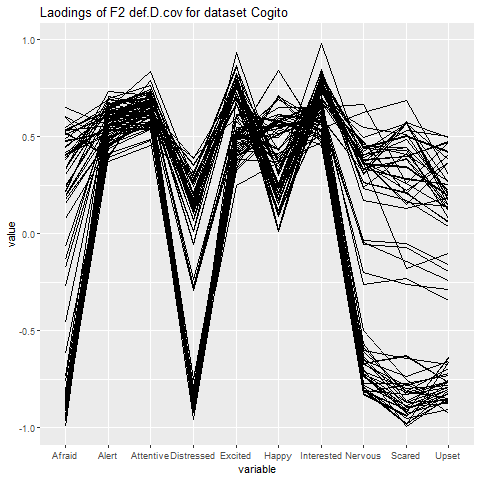 Laodings of F2 def.D.cov for dataset Cogito
value
1.0
0.5
0.0
-0.5
-1.0
Afraid Alert Attentive Distressed Excited Happy Interested Nervous Scared Upset
variable